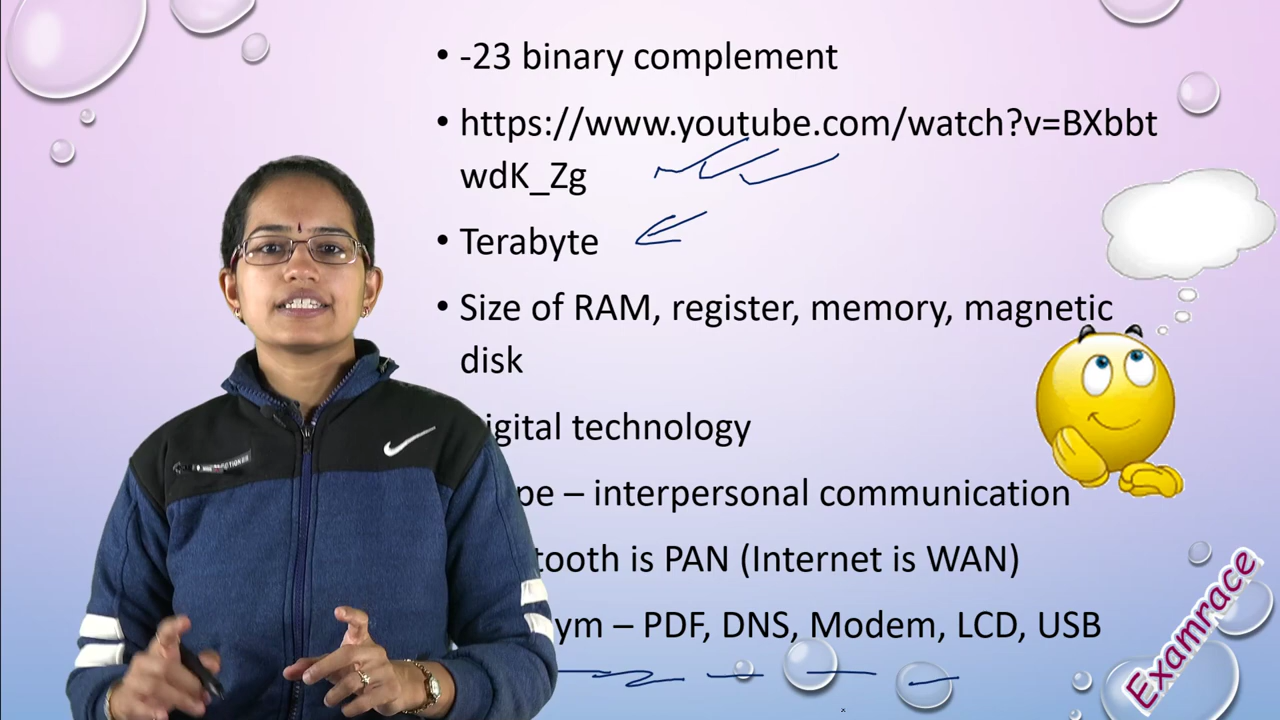 • -23 binary complement
• https://www.youtube.com/watch?v=BXbbt
wdK_Zg
• Terabyte
• Size of RAM, register, memory, magnetic
disk
igital technology
pe – interpersonal communication
tooth is PAN (Internet is WAN)
ym – PDF, DNS, Modem, LCD, USB
Examrace